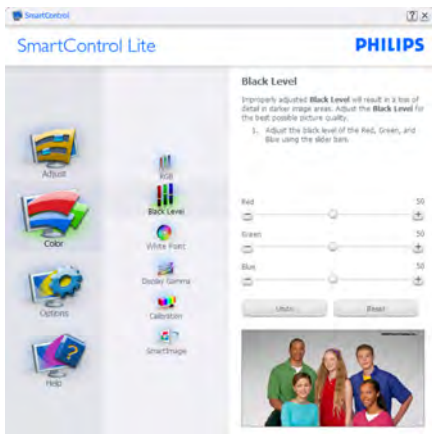 SmartControl
SmartControl Lite
PHILIPS
Black Level
Improperly adjusted Black Level will result in a loss of
detail in darker image areas. Adjust the Black Level for
the best possible picture quality.
1. Adjust the black level of the Red, Green, and
Blue using the slider bars.
Adjust
Color
Options
Help
RGB
Black Level
White Point
Display Gamma
Calibration
SmartImage
Red 50
Green 50
Blue 50
Undo Reset